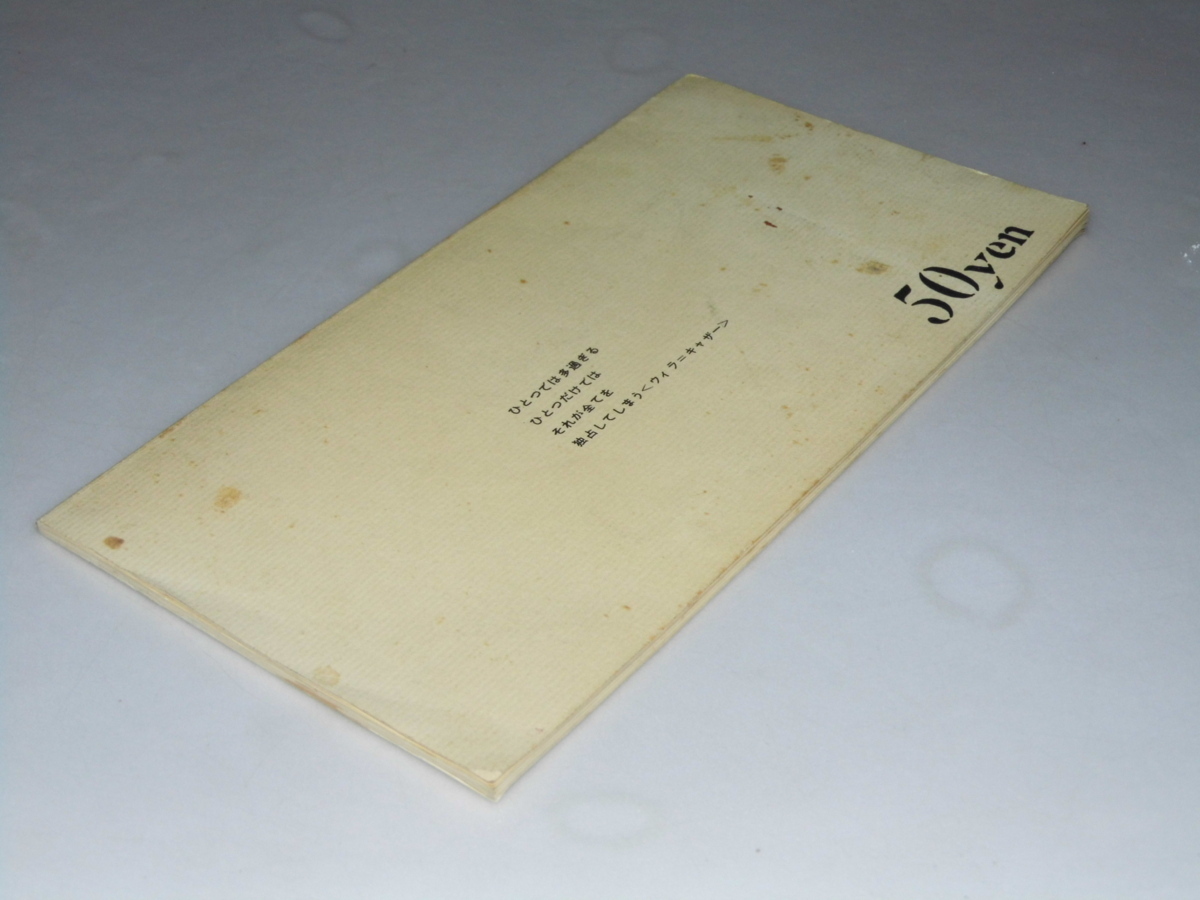 ひとつでは多過ぎる
ひとつだけでは
それが全てを
独占してしまう<ウィラ=キャザー>
50yen